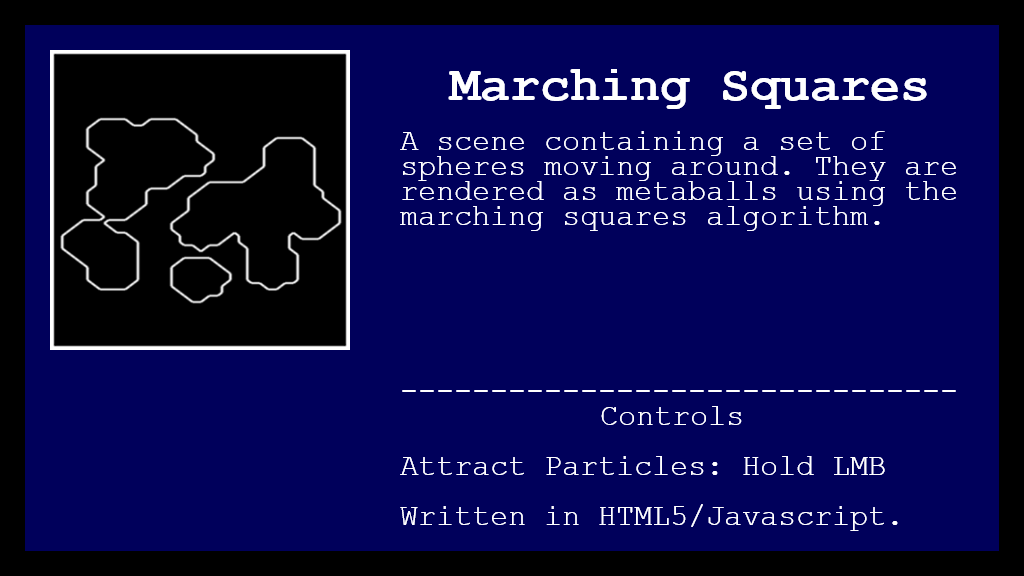 Marching Squares
A scene containing a set of
spheres moving around. They are
rendered as metaballs using the
marching squares algorithm.
-------------------------------
Controls
Attract Particles: Hold LMB
Written in HTML5/Javascript.